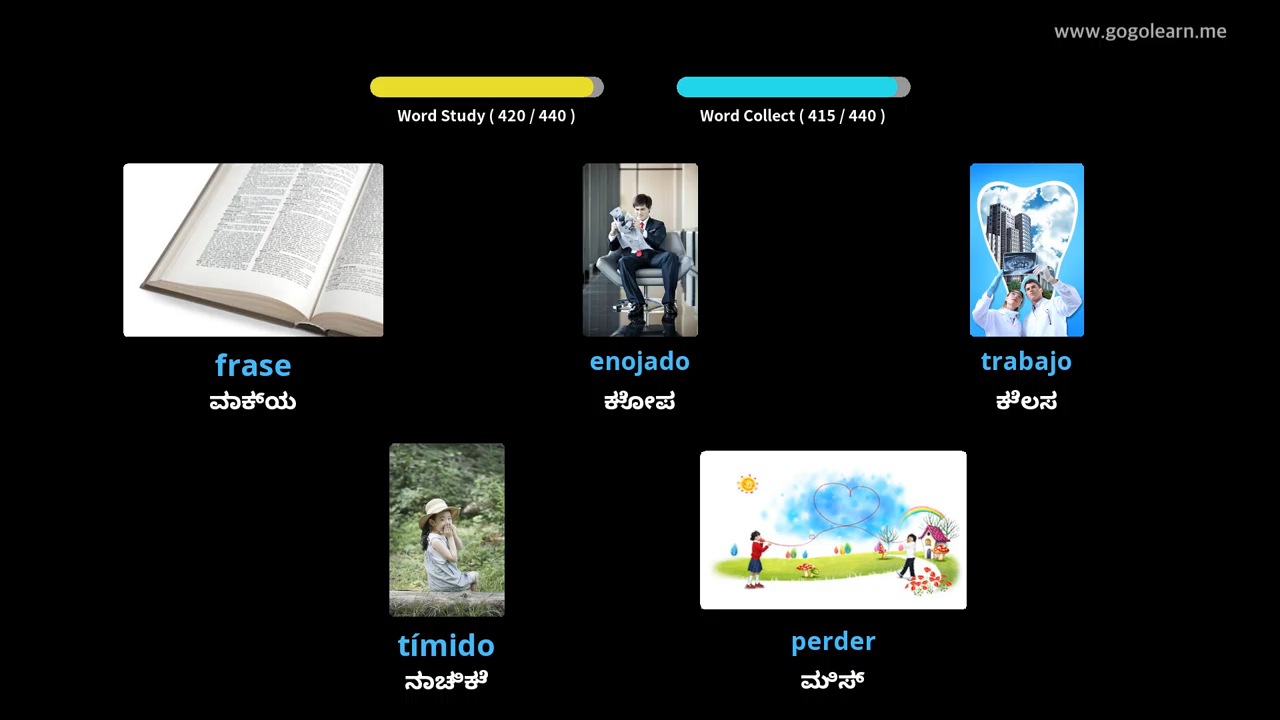 www.gogolearn.me
Word Study ( 420 / 440 )
Word Collect ( 415 / 440 )
frase
ವಾಕ್ಯ
enojado
ಕೋಪ
trabajo
ಕೆಲಸ
tímido
ನಾಚಿಕೆ
perder
ಮಿಸ್